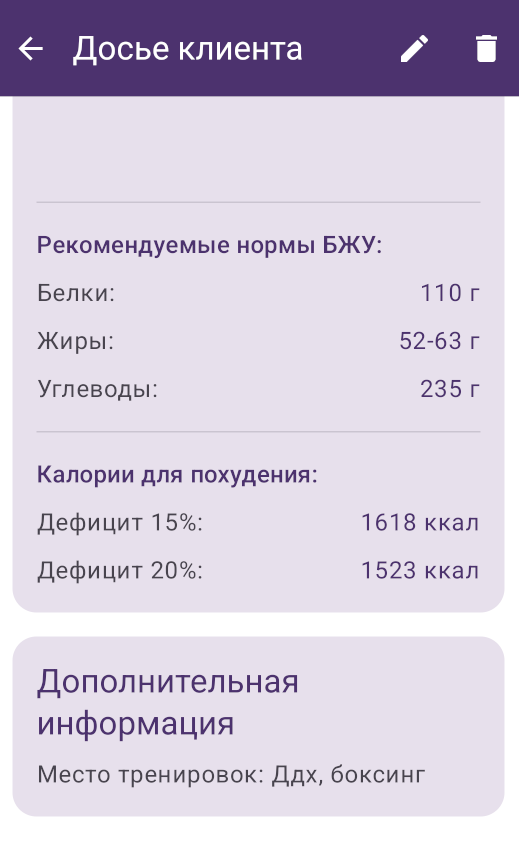 Досье клиента
Рекомендуемые нормы БЖУ:
Белки: 110 г
Жиры: 52-63 г
Углеводы: 235 г
Калории для похудения:
Дефицит 15%: 1618 ккал
Дефицит 20%: 1523 ккал
Дополнительная
информация
Место тренировок: Ддх, боксинг